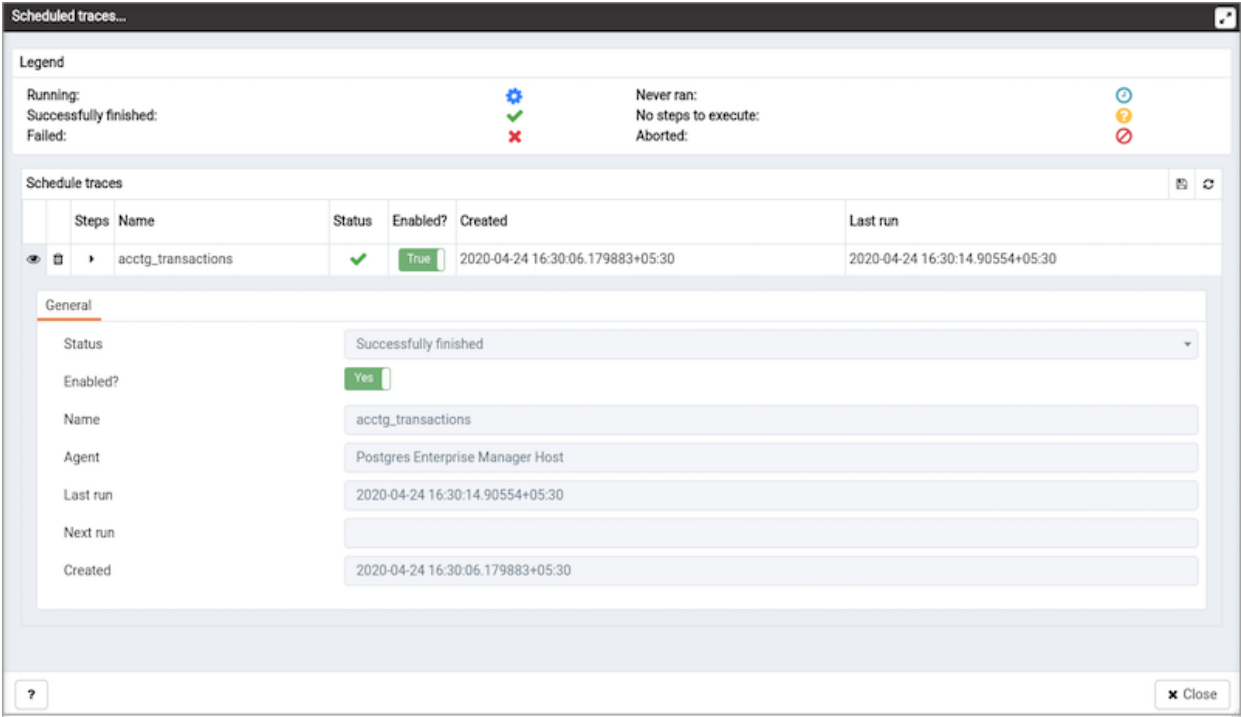 Scheduled traces...
Legend
Running: Never ran:
Successfully finished: No steps to execute:
Failed: Aborted:
Schedule traces
Steps Name Status Enabled? Created Last run
acctg_transactions True 2020-04-24 16:30:06.179883+05:30 2020-04-24 16:30:14.90554+05:30
General
Status Successfully finished
Enabled? Yes
Name acctg_transactions
Agent Postgres Enterprise Manager Host
Last run 2020-04-24 16:30:14.90554+05:30
Next run
Created 2020-04-24 16:30:06.179883+05:30
? Close